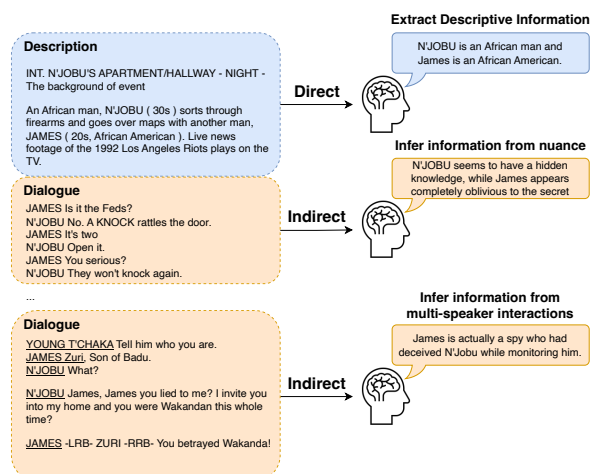 Description
INT. N'JOBU'S APARTMENT/HALLWAY - NIGHT -
The background of event
An African man, N'JOBU ( 30s ) sorts through
firearms and goes over maps with another man,
JAMES ( 20s, African American ). Live news
footage of the 1992 Los Angeles Riots plays on the
TV.
Direct
Extract Descriptive Information
N'JOBU is an African man and
James is an African American.
Dialogue
JAMES Is it the Feds?
N'JOBU No. A KNOCK rattles the door.
JAMES It's two
N'JOBU Open it.
JAMES You serious?
N'JOBU They won't knock again.
Indirect
Infer information from nuance
N'JOBU seems to have a hidden
knowledge, while James appears
completely oblivious to the secret
...
Dialogue
YOUNG T'CHAKA Tell him who you are.
JAMES Zuri, Son of Badu.
N'JOBU What?
N'JOBU James, James you lied to me? I invite you
into my home and you were Wakandan this whole
time?
JAMES -LRB- ZURI -RRB- You betrayed Wakanda!
Indirect
Infer information from
multi-speaker interactions
James is actually a spy who had
deceived N'Jobu while monitoring him.